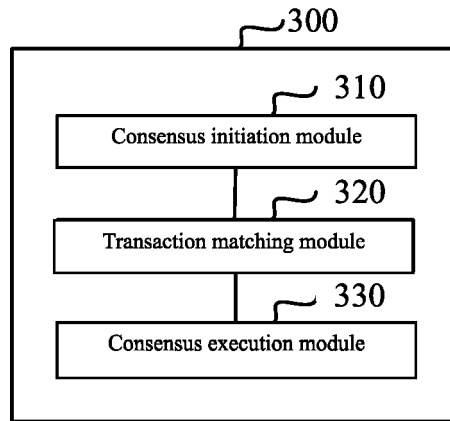 300
310
Consensus initiation module
320
Transaction matching module
330
Consensus execution module